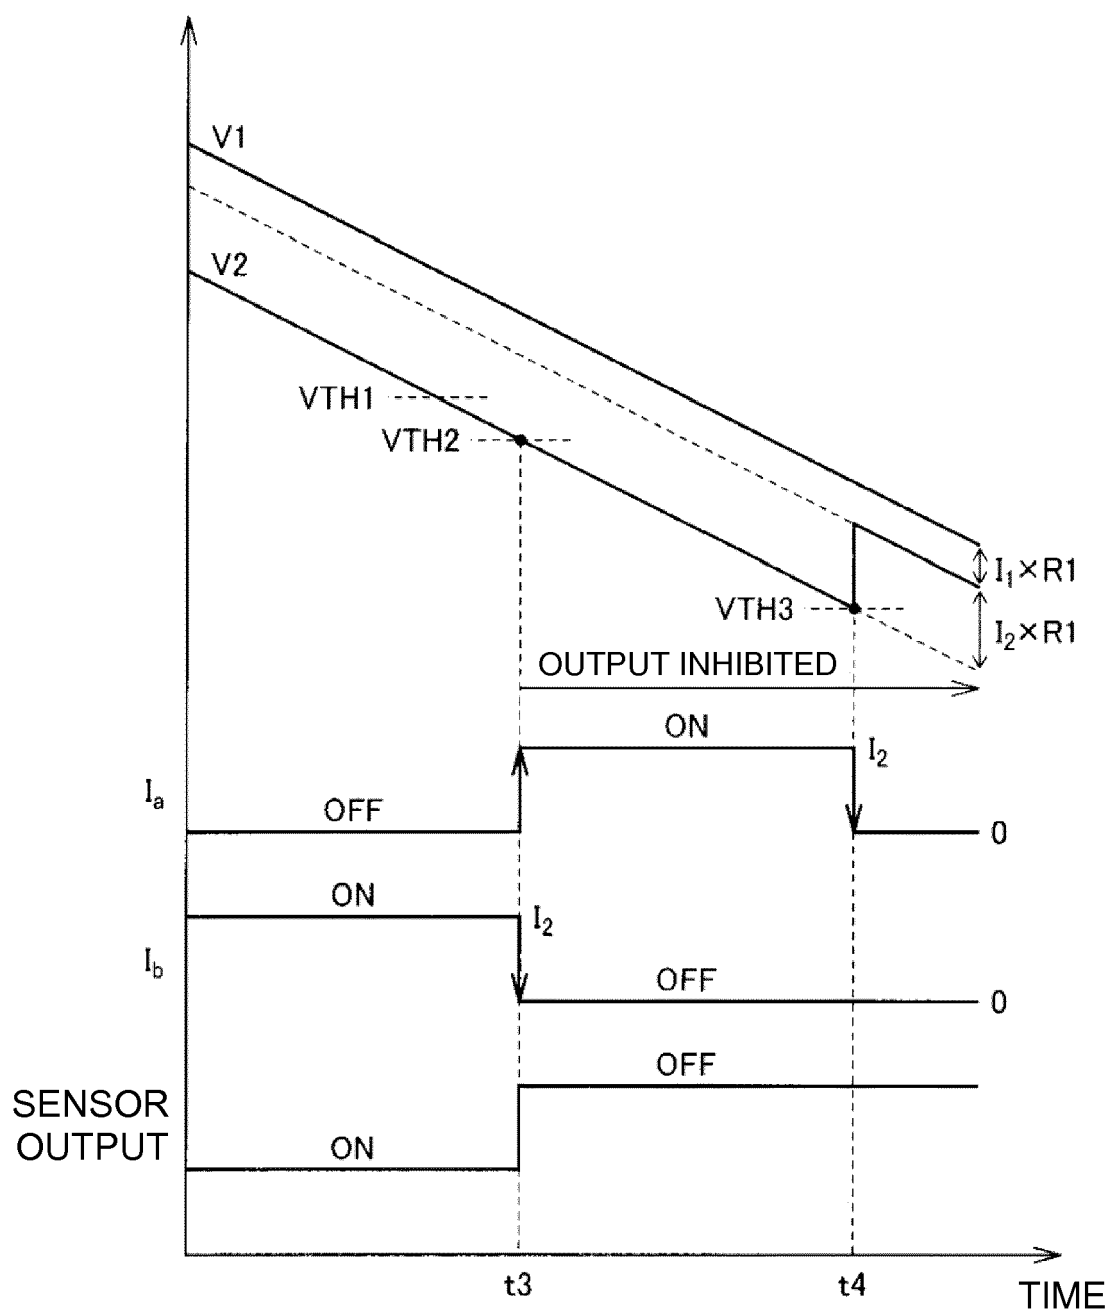 V1
V2
VTH1
VTH2
I₁×R1
VTH3
I₂×R1
OUTPUT INHIBITED
ON
I₂
Iₐ
OFF
0
ON
I₂
I_b
OFF
0
OFF
SENSOR
OUTPUT
ON
t3
t4
TIME